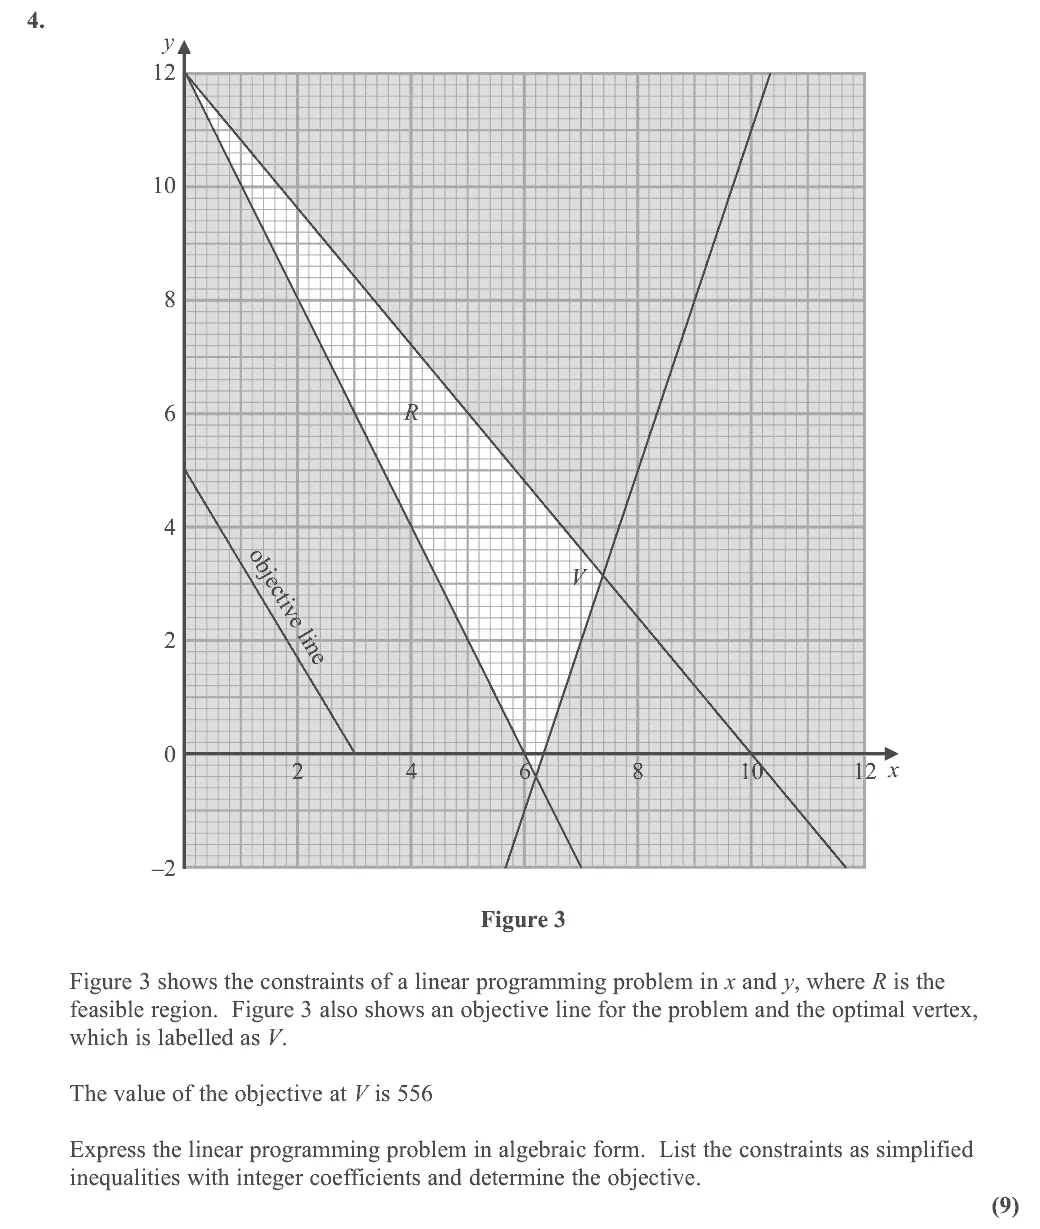 4.
y
12
10
8
6
4
2
0
−2
R
V
objective line
2
4
6
8
10
12
x
Figure 3
Figure 3 shows the constraints of a linear programming problem in x and y, where R is the
feasible region. Figure 3 also shows an objective line for the problem and the optimal vertex,
which is labelled as V.
The value of the objective at V is 556
Express the linear programming problem in algebraic form. List the constraints as simplified
inequalities with integer coefficients and determine the objective.
(9)